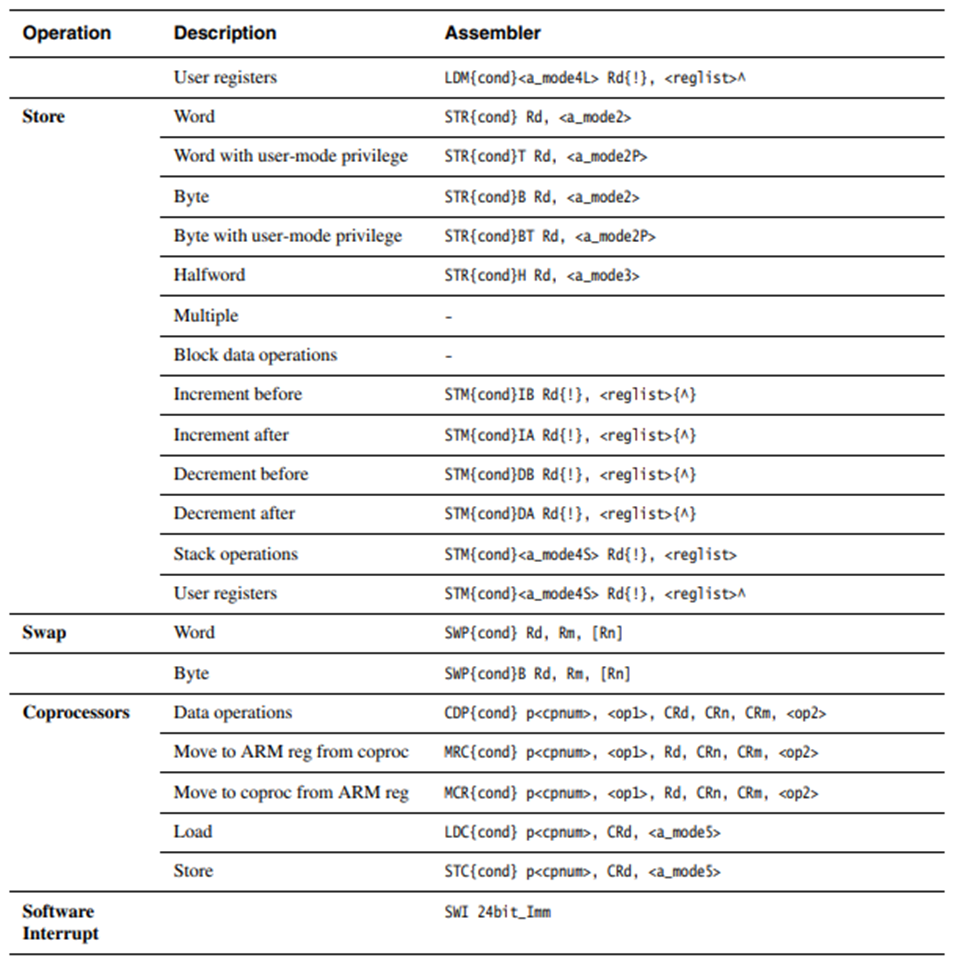 Operation Description Assembler
User registers LDM{cond}<a_mode4L> Rd{!}, <reglist>^
Store Word STR{cond} Rd, <a_mode2>
Word with user-mode privilege STR{cond}T Rd, <a_mode2P>
Byte STR{cond}B Rd, <a_mode2>
Byte with user-mode privilege STR{cond}BT Rd, <a_mode2P>
Halfword STR{cond}H Rd, <a_mode3>
Multiple -
Block data operations -
Increment before STM{cond}IB Rd{!}, <reglist>{^}
Increment after STM{cond}IA Rd{!}, <reglist>{^}
Decrement before STM{cond}DB Rd{!}, <reglist>{^}
Decrement after STM{cond}DA Rd{!}, <reglist>{^}
Stack operations STM{cond}<a_mode4S> Rd{!}, <reglist>
User registers STM{cond}<a_mode4S> Rd{!}, <reglist>^
Swap Word SWP{cond} Rd, Rm, [Rn]
Byte SWP{cond}B Rd, Rm, [Rn]
Coprocessors Data operations CDP{cond} p<cpnum>, <op1>, CRd, CRn, CRm, <op2>
Move to ARM reg from coproc MRC{cond} p<cpnum>, <op1>, Rd, CRn, CRm, <op2>
Move to coproc from ARM reg MCR{cond} p<cpnum>, <op1>, Rd, CRn, CRm, <op2>
Load LDC{cond} p<cpnum>, CRd, <a_mode5>
Store STC{cond} p<cpnum>, CRd, <a_mode5>
Software SWI 24bit_Imm
Interrupt